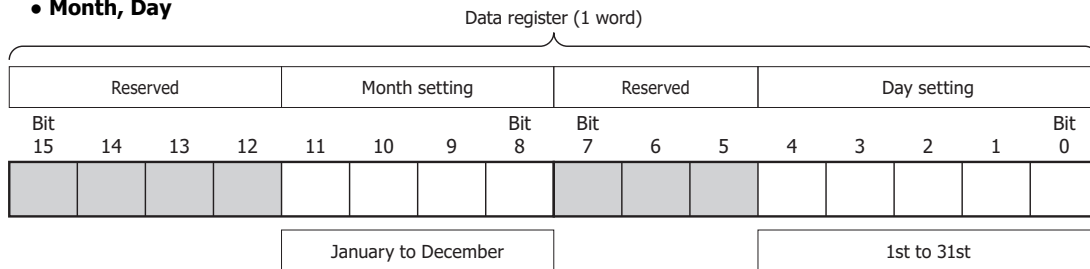 • Month, Day
Data register (1 word)
Reserved Month setting Reserved Day setting
Bit Bit Bit Bit
15 14 13 12 11 10 9 8 7 6 5 4 3 2 1 0
January to December 1st to 31st